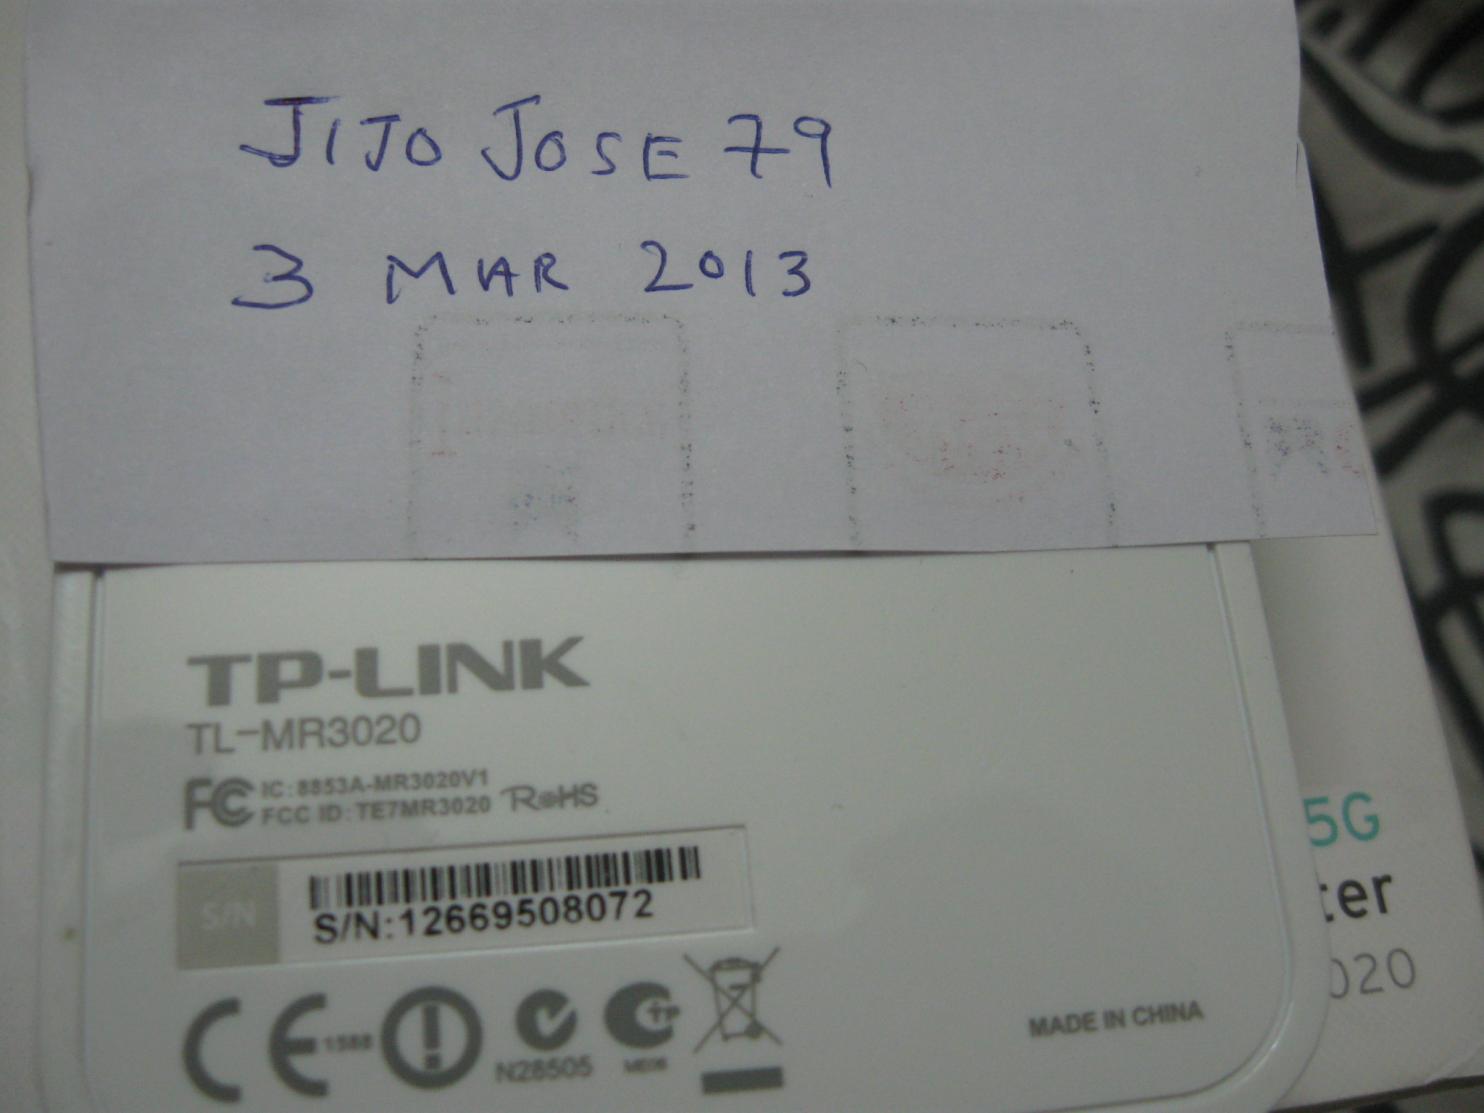 JIJO JOSE 79
3 MAR 2013
TP-LINK
TL-MR3020
FC IC: 8853A-MR3020V1
FCC ID: TE7MR3020 RoHS
S/N
S/N:12669508072
CE 1588
N28505
MADE IN CHINA
5G
ter
020